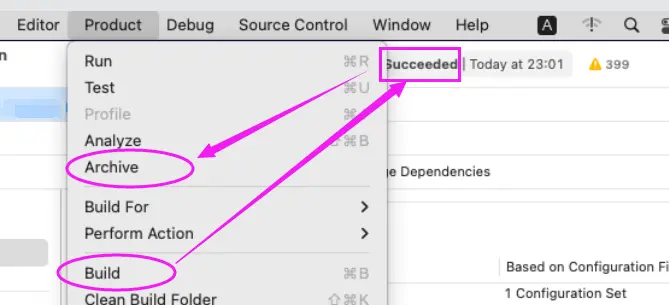 Editor Product Debug Source Control Window Help A
Run ⌘R Succeeded | Today at 23:01 399
Test ⌘U
Profile
Analyze ⇧⌘B
Archive
Dependencies
Build For
Perform Action
Build ⌘B
Based on Configuration Fi
Clean Build Folder ⇧⌘K
1 Configuration Set